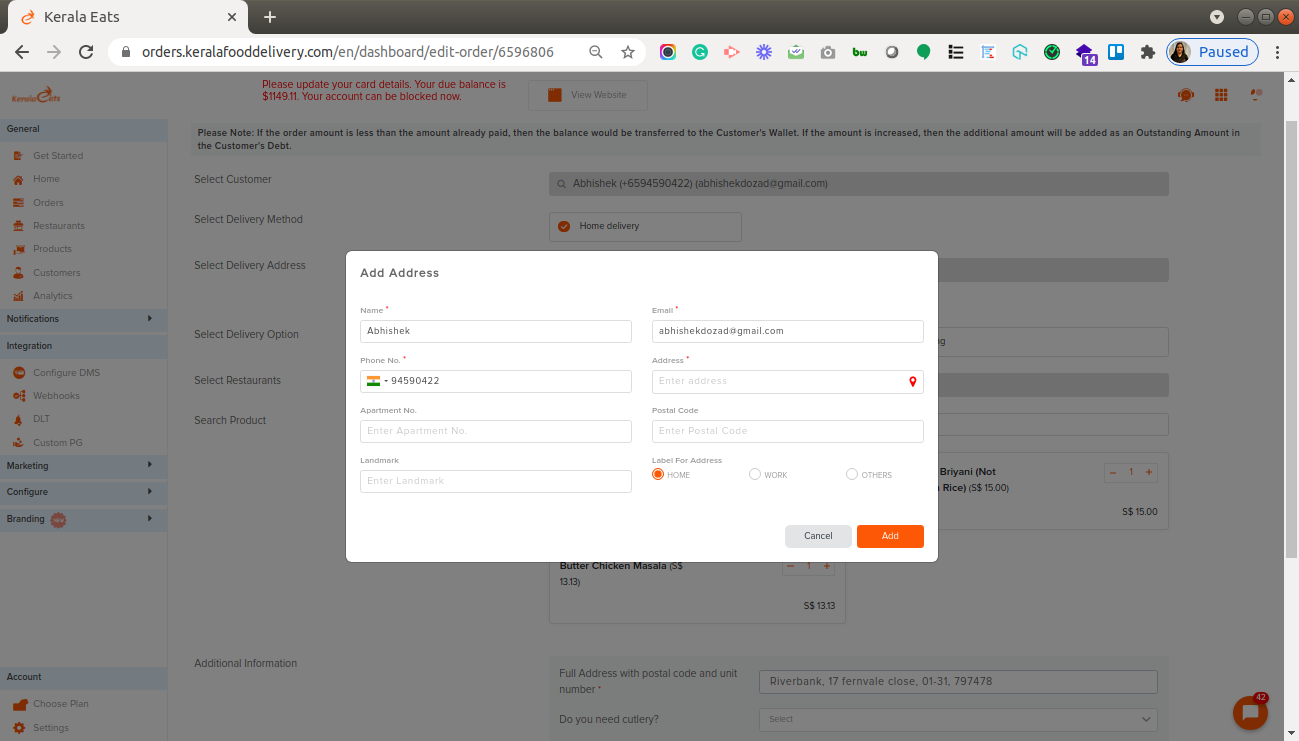 Kerala Eats
orders.keralafooddelivery.com/en/dashboard/edit-order/6596806
bw
14
Paused
Kerala Eats
Please update your card details. Your due balance is
$1149.11. Your account can be blocked now.
View Website
General
Get Started
Home
Orders
Restaurants
Products
Customers
Analytics
Notifications
Integration
Configure DMS
Webhooks
DLT
Custom PG
Marketing
Configure
Branding
NEW
Account
Choose Plan
Settings
Please Note: If the order amount is less than the amount already paid, then the balance would be transferred to the Customer's Wallet. If the amount is increased, then the additional amount will be added as an Outstanding Amount in
the Customer's Debt.
Select Customer
Abhishek (+6594590422) (abhishekdozad@gmail.com)
Select Delivery Method
Home delivery
Select Delivery Address
Select Delivery Option
Select Restaurants
Search Product
Add Address
Name *
Abhishek
Email *
abhishekdozad@gmail.com
Phone No. *
94590422
Address *
Enter address
Apartment No.
Enter Apartment No.
Postal Code
Enter Postal Code
Landmark
Enter Landmark
Label For Address
HOME
WORK
OTHERS
Cancel
Add
Briyani (Not
Rice) (S$ 15.00)
− 1 +
S$ 15.00
Butter Chicken Masala (S$
13.13)
− 1 +
S$ 13.13
Additional Information
Full Address with postal code and unit
number *
Riverbank, 17 fernvale close, 01-31, 797478
Do you need cutlery?
Select
42